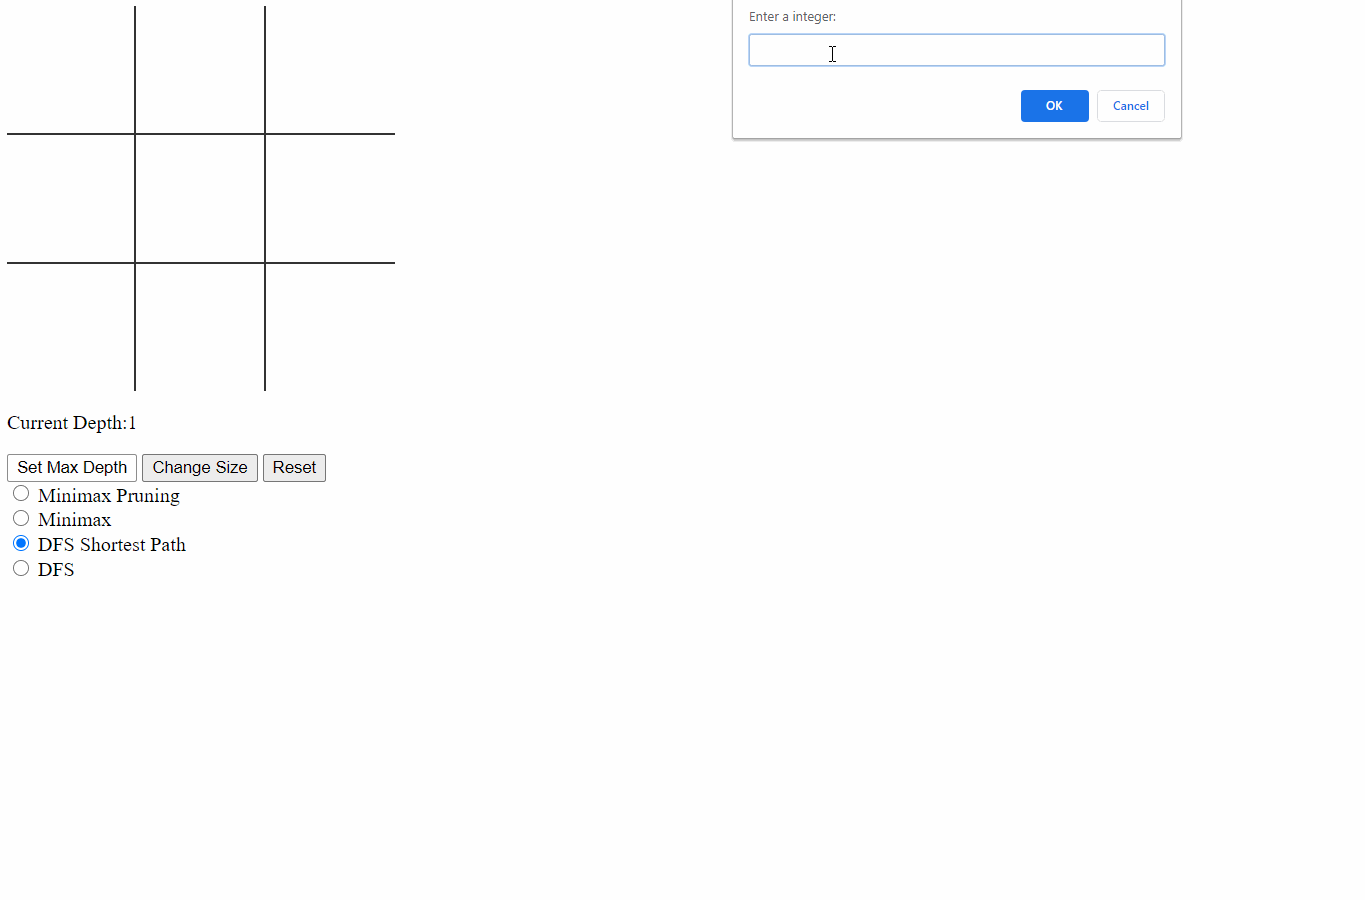 Enter a integer:
OK Cancel
Current Depth:1
Set Max Depth Change Size Reset
Minimax Pruning
Minimax
DFS Shortest Path
DFS